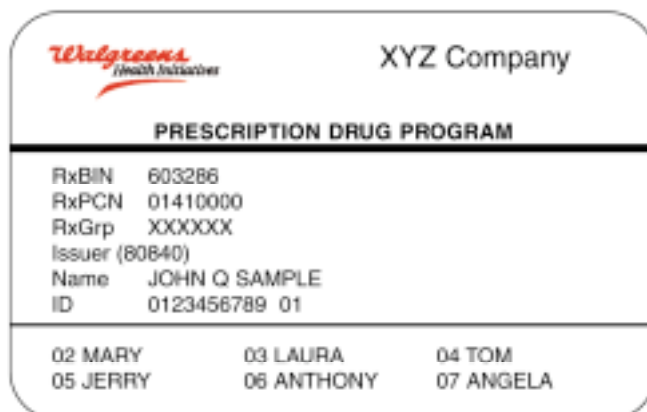 Walgreens
Health Initiatives
XYZ Company
PRESCRIPTION DRUG PROGRAM
RxBIN 603286
RxPCN 01410000
RxGrp XXXXXX
Issuer (80840)
Name JOHN Q SAMPLE
ID 0123456789 01
02 MARY 03 LAURA 04 TOM
05 JERRY 06 ANTHONY 07 ANGELA